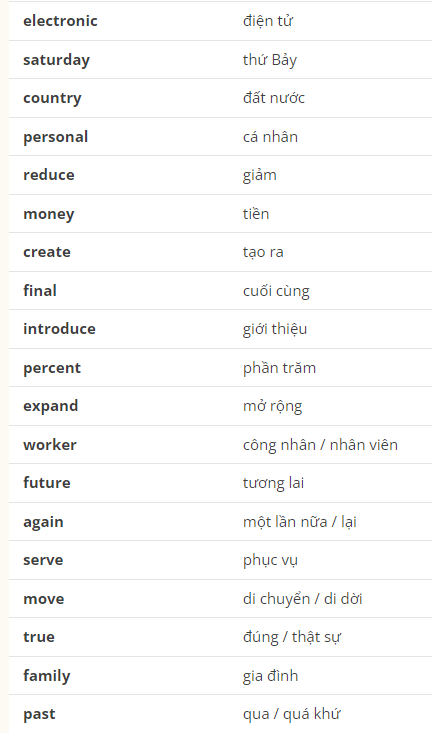 electronic điện tử
saturday thứ Bảy
country đất nước
personal cá nhân
reduce giảm
money tiền
create tạo ra
final cuối cùng
introduce giới thiệu
percent phần trăm
expand mở rộng
worker công nhân / nhân viên
future tương lai
again một lần nữa / lại
serve phục vụ
move di chuyển / di dời
true đúng / thật sự
family gia đình
past qua / quá khứ